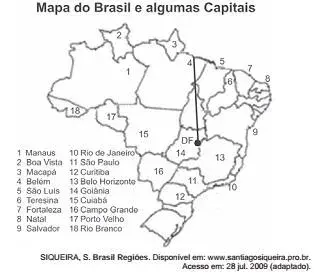 Mapa do Brasil e algumas Capitais
2
3
4
5
7
1
6
8
18
17
9
15
DF
14
13
16
11
10
12
1 Manaus 10 Rio de Janeiro
2 Boa Vista 11 São Paulo
3 Macapá 12 Curitiba
4 Belém 13 Belo Horizonte
5 São Luís 14 Goiânia
6 Teresina 15 Cuiabá
7 Fortaleza 16 Campo Grande
8 Natal 17 Porto Velho
9 Salvador 18 Rio Branco
SIQUEIRA, S. Brasil Regiões. Disponível em: www.santiagosiqueira.pro.br.
Acesso em: 28 jul. 2009 (adaptado).